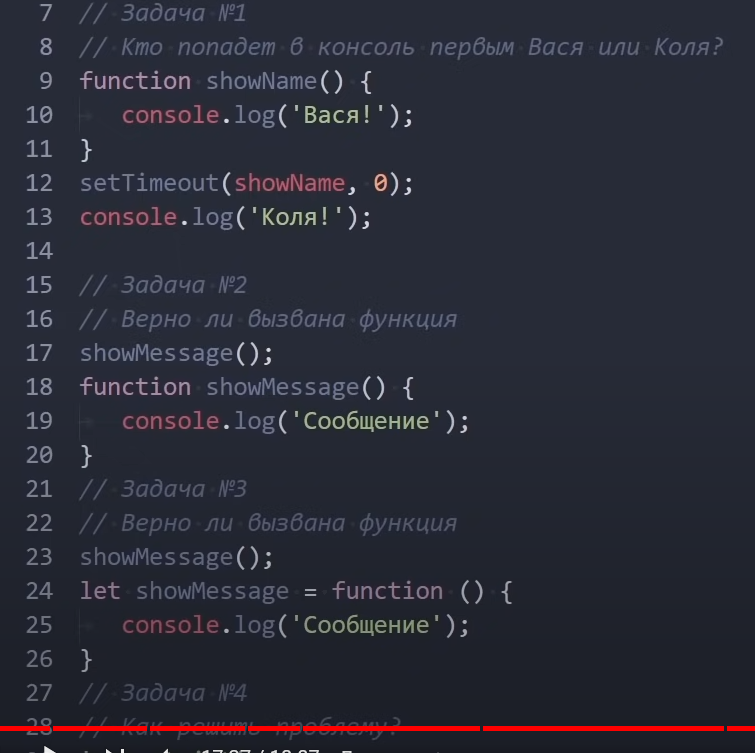 7 // Задача №1
8 // Кто попадет в консоль первым Вася или Коля?
9 function showName() {
10 console.log('Вася!');
11 }
12 setTimeout(showName, 0);
13 console.log('Коля!');
14
15 // Задача №2
16 // Верно ли вызвана функция
17 showMessage();
18 function showMessage() {
19 console.log('Сообщение');
20 }
21 // Задача №3
22 // Верно ли вызвана функция
23 showMessage();
24 let showMessage = function () {
25 console.log('Сообщение');
26 }
27 // Задача №4
28 // Как решить проблему?